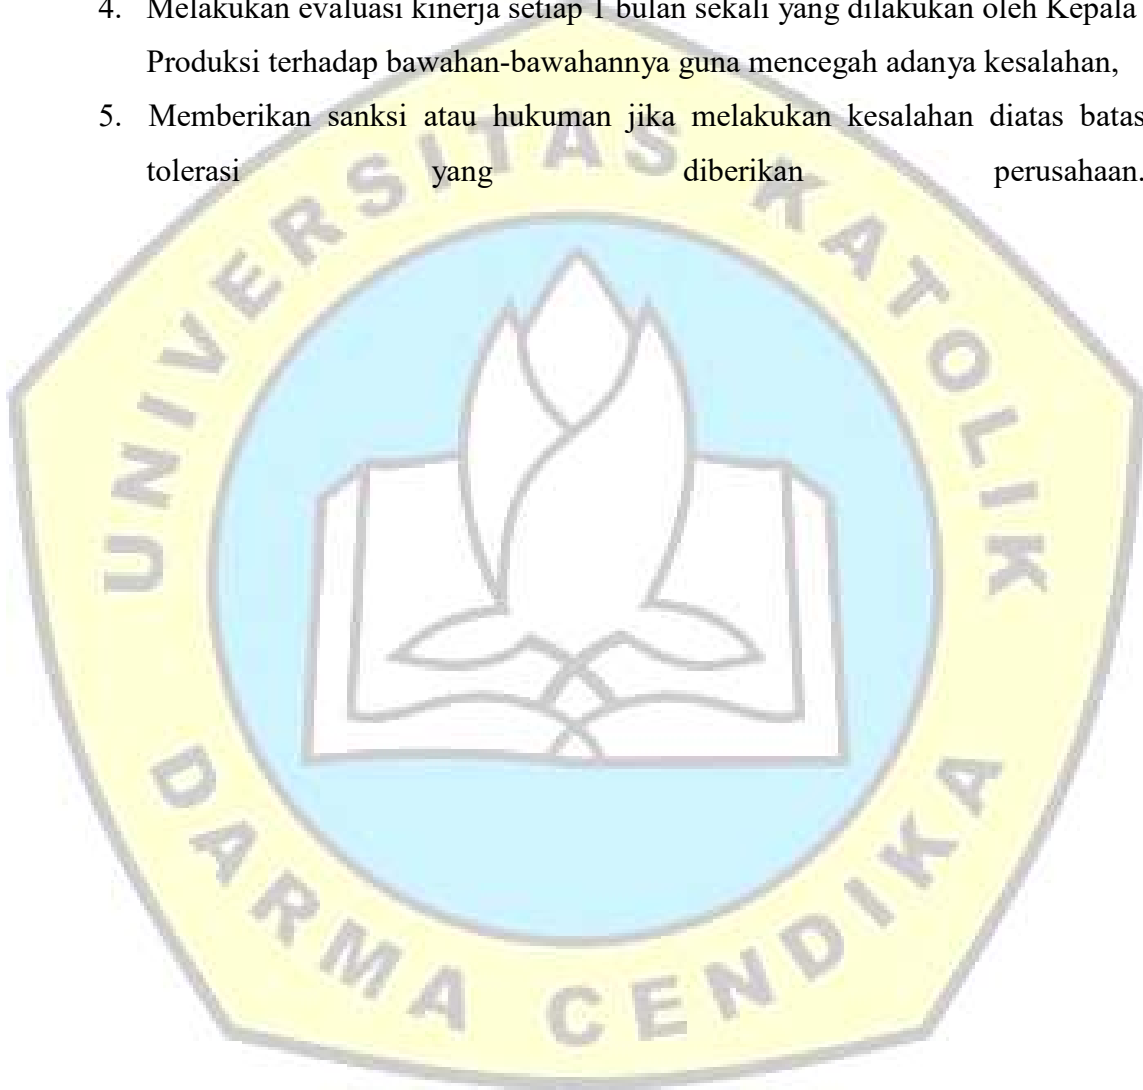 4. Melakukan evaluasi kinerja setiap 1 bulan sekali yang dilakukan oleh Kepala
Produksi terhadap bawahan-bawahannya guna mencegah adanya kesalahan,
5. Memberikan sanksi atau hukuman jika melakukan kesalahan diatas batas
tolerasi yang diberikan perusahaan.
UNIVERSITAS KATOLIK
DARMA CENDIKA